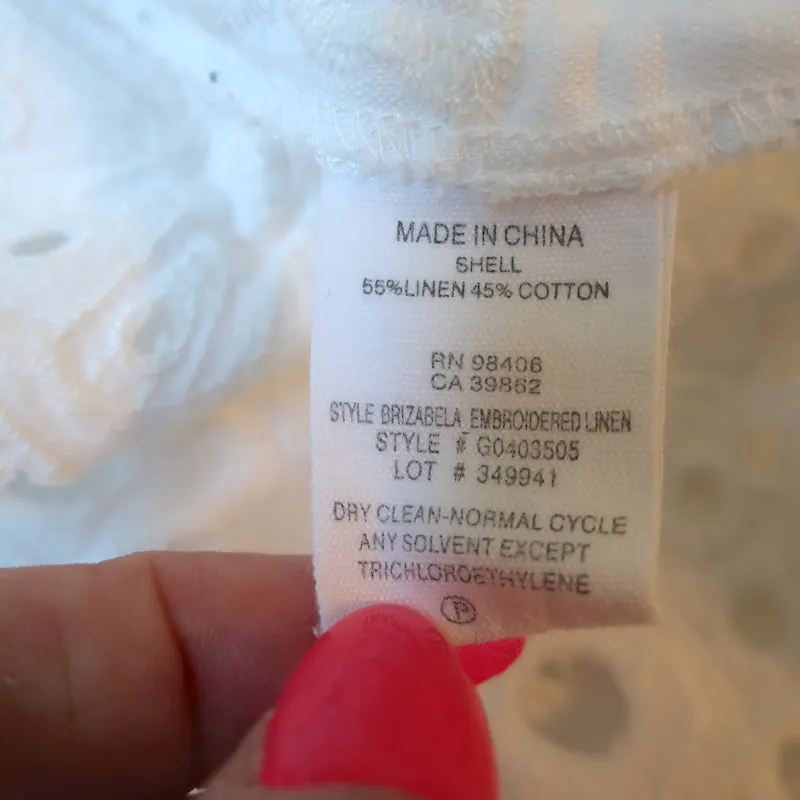 MADE IN CHINA
SHELL
55%LINEN 45% COTTON
RN 98406
CA 39862
STYLE BRIZABELA EMBROIDERED LINEN
STYLE # G0403505
LOT # 349941
DRY CLEAN-NORMAL CYCLE
ANY SOLVENT EXCEPT
TRICHLOROETHYLENE
P